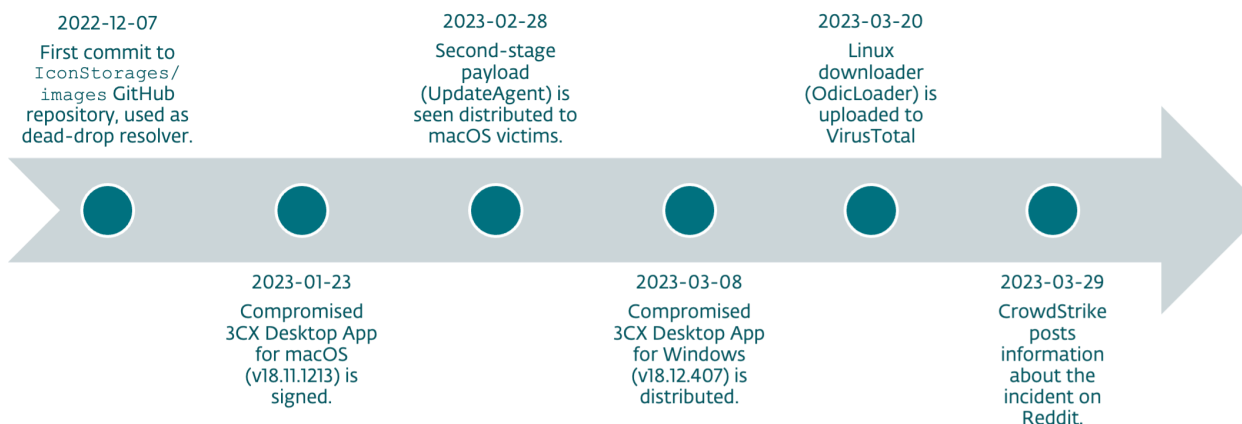 2022-12-07
First commit to
IconStorages/
images GitHub
repository, used as
dead-drop resolver.
2023-01-23
Compromised
3CX Desktop App
for macOS
(v18.11.1213) is
signed.
2023-02-28
Second-stage
payload
(UpdateAgent) is
seen distributed to
macOS victims.
2023-03-08
Compromised
3CX Desktop App
for Windows
(v18.12.407) is
distributed.
2023-03-20
Linux
downloader
(OdicLoader) is
uploaded to
VirusTotal
2023-03-29
CrowdStrike
posts
information
about the
incident on
Reddit.